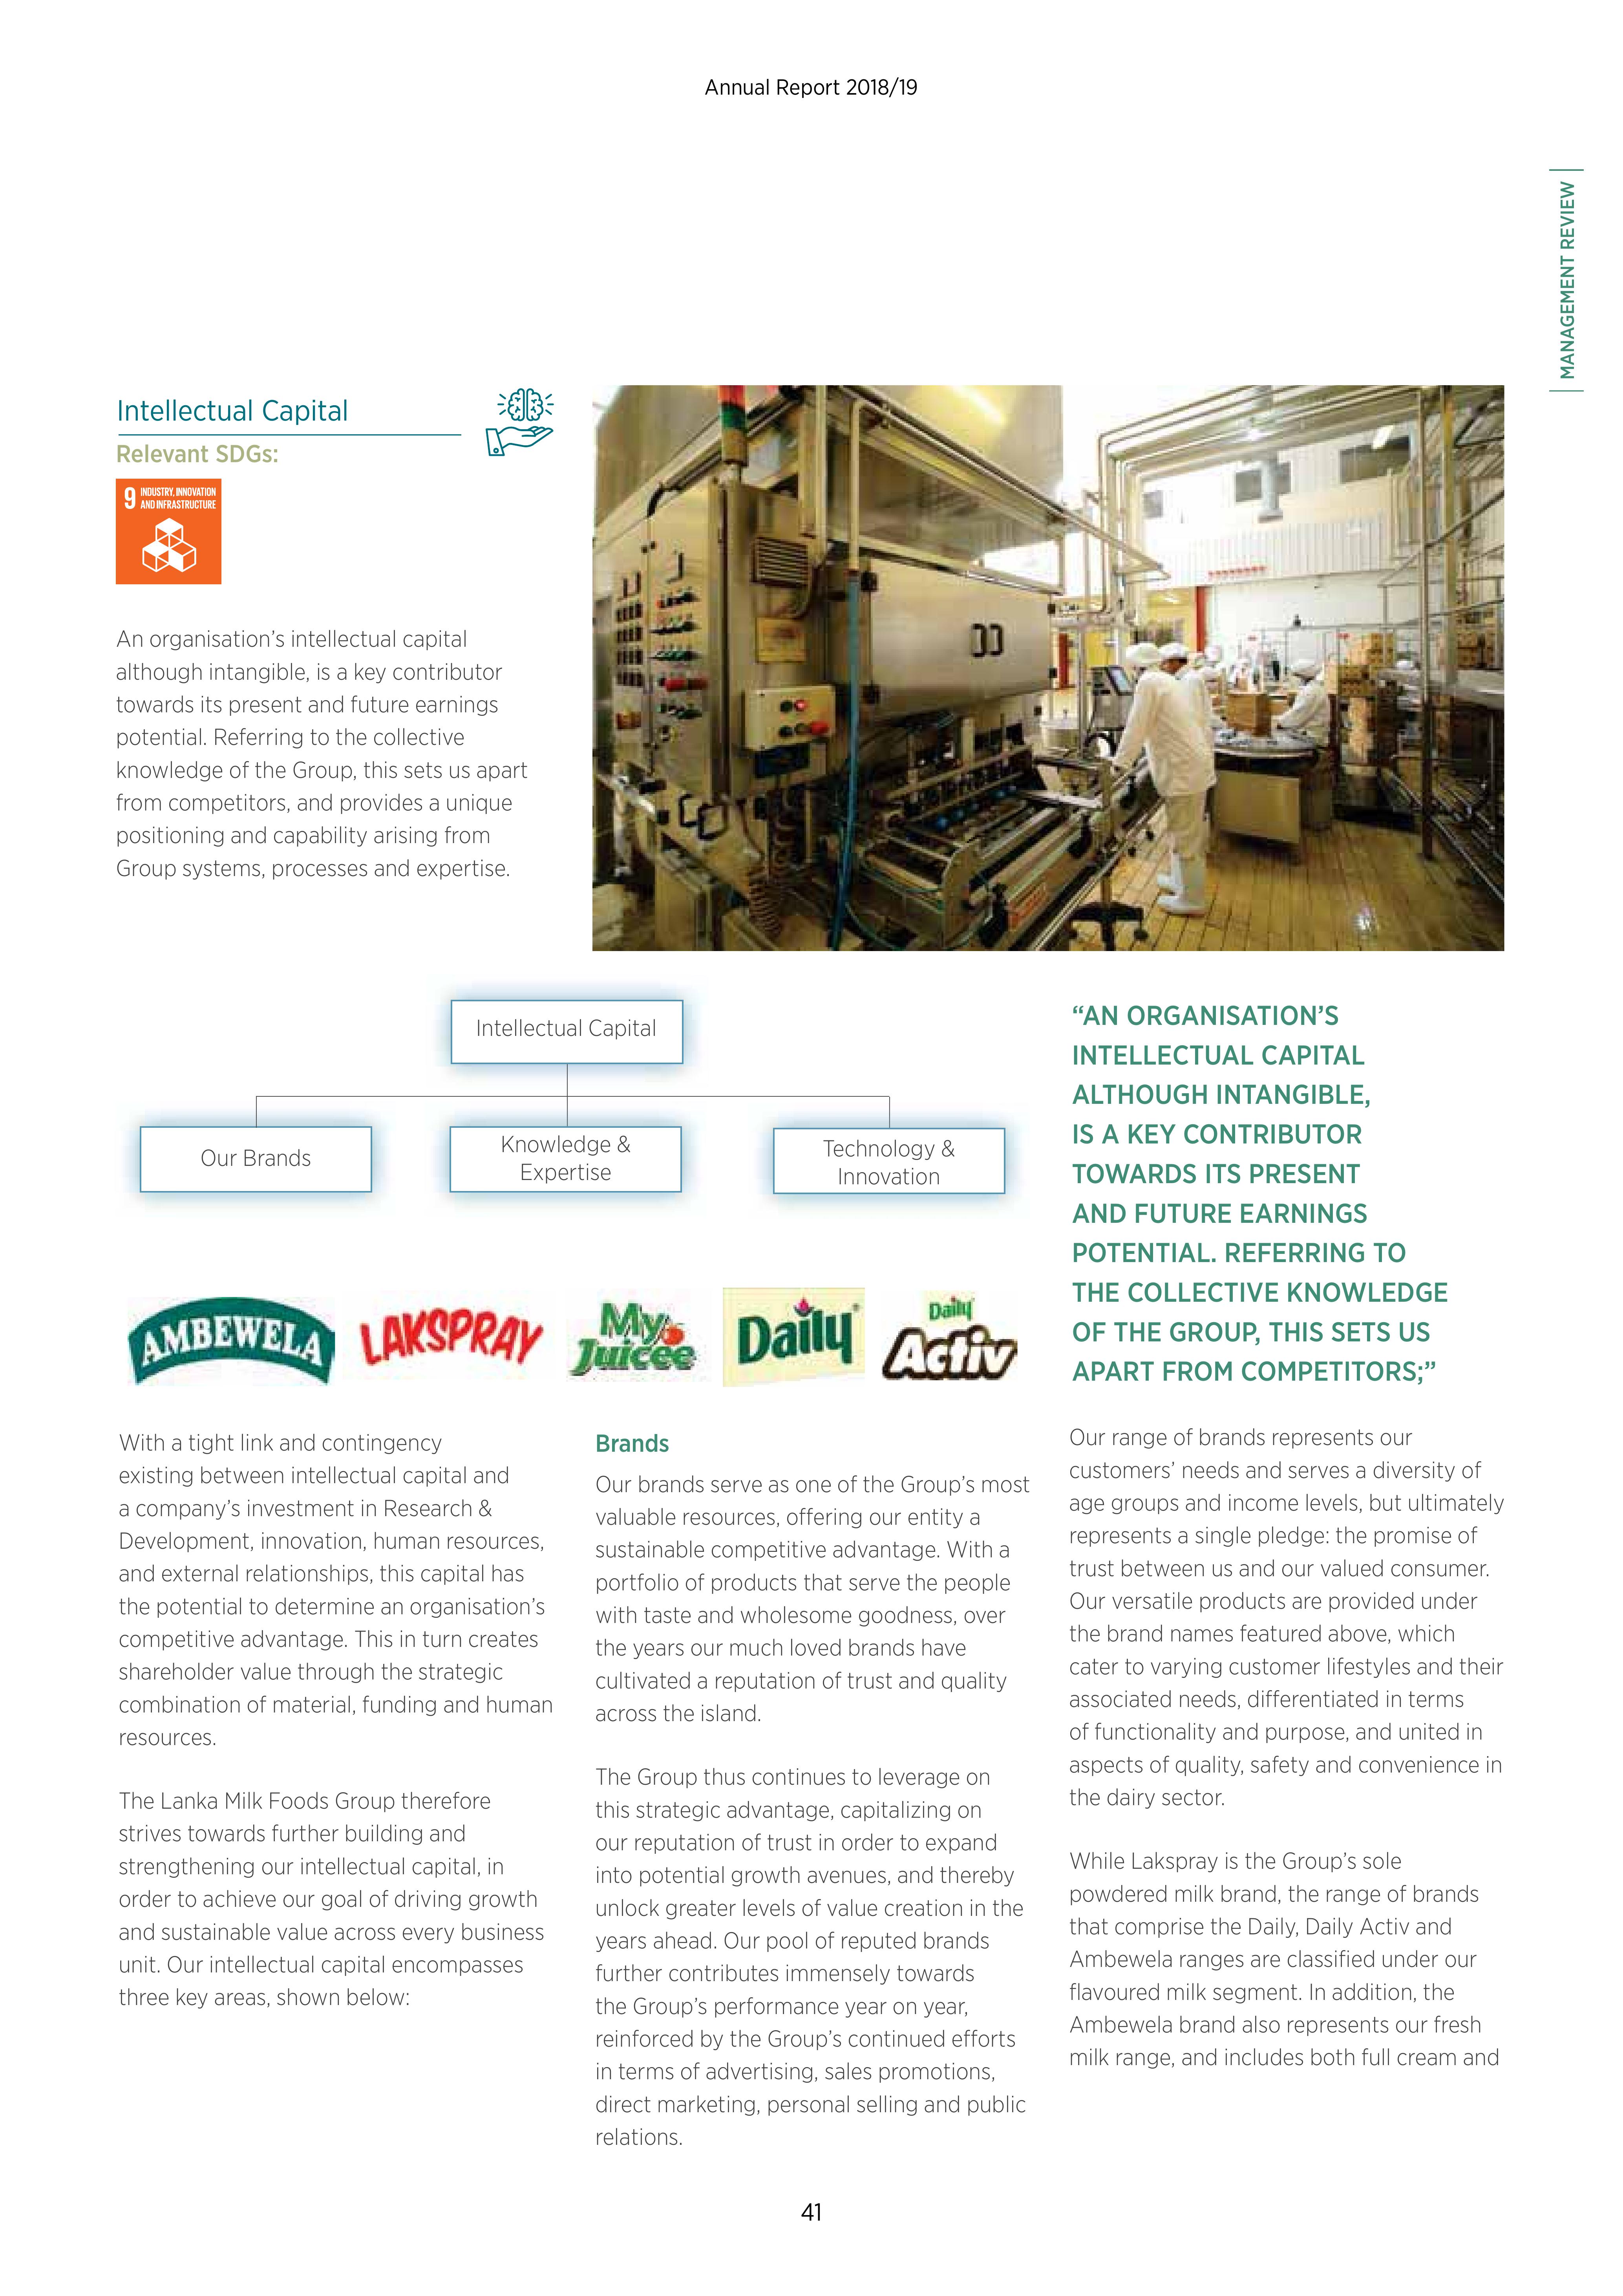 Annual Report 2018/19
MANAGEMENT REVIEW
Intellectual Capital
Relevant SDGs:
9 INDUSTRY, INNOVATION
AND INFRASTRUCTURE
An organisation's intellectual capital
although intangible, is a key contributor
towards its present and future earnings
potential. Referring to the collective
knowledge of the Group, this sets us apart
from competitors, and provides a unique
positioning and capability arising from
Group systems, processes and expertise.
Intellectual Capital
Our Brands
Knowledge &
Expertise
Technology &
Innovation
“AN ORGANISATION’S
INTELLECTUAL CAPITAL
ALTHOUGH INTANGIBLE,
IS A KEY CONTRIBUTOR
TOWARDS ITS PRESENT
AND FUTURE EARNINGS
POTENTIAL. REFERRING TO
THE COLLECTIVE KNOWLEDGE
OF THE GROUP, THIS SETS US
APART FROM COMPETITORS;”
AMBEWELA
LAKSPRAY
My
Juicee
Daily®
Daily
Activ
With a tight link and contingency
existing between intellectual capital and
a company’s investment in Research &
Development, innovation, human resources,
and external relationships, this capital has
the potential to determine an organisation’s
competitive advantage. This in turn creates
shareholder value through the strategic
combination of material, funding and human
resources.
The Lanka Milk Foods Group therefore
strives towards further building and
strengthening our intellectual capital, in
order to achieve our goal of driving growth
and sustainable value across every business
unit. Our intellectual capital encompasses
three key areas, shown below:
Brands
Our brands serve as one of the Group’s most
valuable resources, offering our entity a
sustainable competitive advantage. With a
portfolio of products that serve the people
with taste and wholesome goodness, over
the years our much loved brands have
cultivated a reputation of trust and quality
across the island.
The Group thus continues to leverage on
this strategic advantage, capitalizing on
our reputation of trust in order to expand
into potential growth avenues, and thereby
unlock greater levels of value creation in the
years ahead. Our pool of reputed brands
further contributes immensely towards
the Group’s performance year on year,
reinforced by the Group’s continued efforts
in terms of advertising, sales promotions,
direct marketing, personal selling and public
relations.
Our range of brands represents our
customers’ needs and serves a diversity of
age groups and income levels, but ultimately
represents a single pledge: the promise of
trust between us and our valued consumer.
Our versatile products are provided under
the brand names featured above, which
cater to varying customer lifestyles and their
associated needs, differentiated in terms
of functionality and purpose, and united in
aspects of quality, safety and convenience in
the dairy sector.
While Lakspray is the Group’s sole
powdered milk brand, the range of brands
that comprise the Daily, Daily Activ and
Ambewela ranges are classified under our
flavoured milk segment. In addition, the
Ambewela brand also represents our fresh
milk range, and includes both full cream and
41